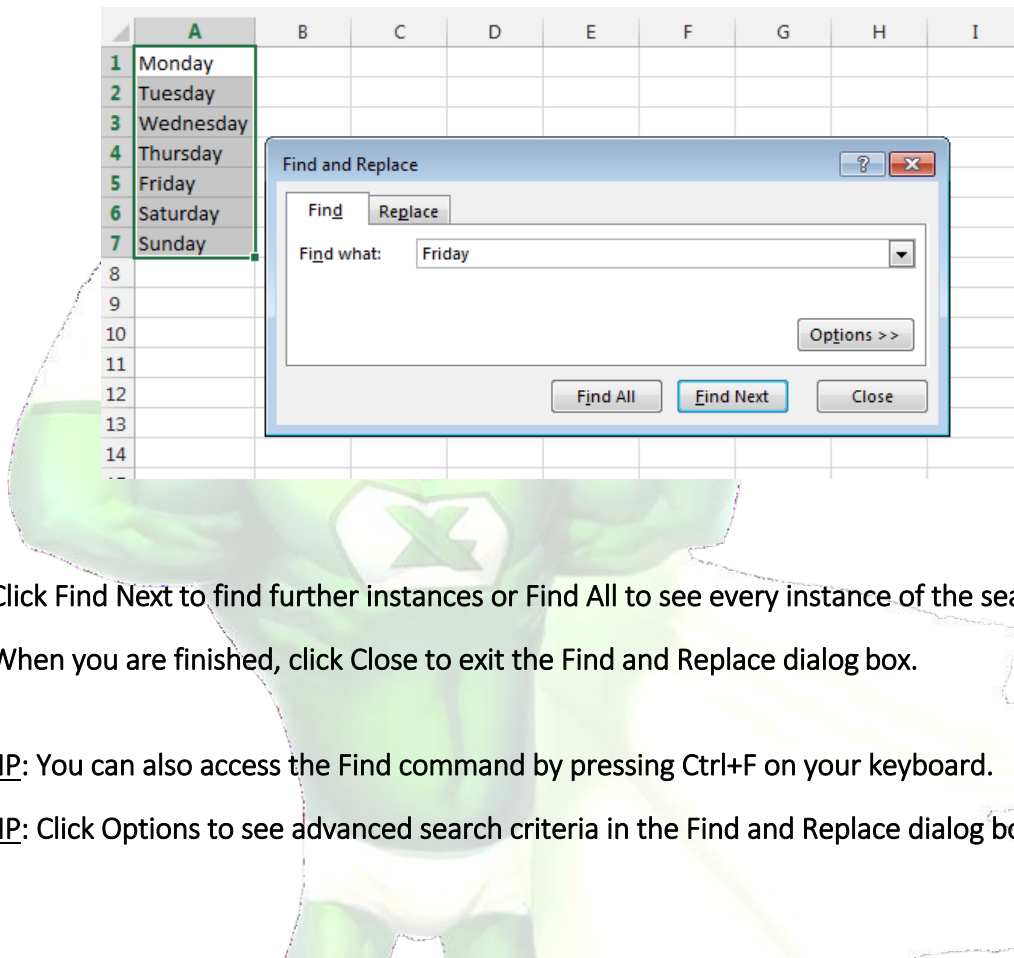 A B C D E F G H I
1 Monday
2 Tuesday
3 Wednesday
4 Thursday
5 Friday
6 Saturday
7 Sunday
8
9
10
11
12
13
14
Find and Replace
Find Replace
Find what: Friday
Options >>
Find All Find Next Close
Click Find Next to find further instances or Find All to see every instance of the sea
When you are finished, click Close to exit the Find and Replace dialog box.
IP: You can also access the Find command by pressing Ctrl+F on your keyboard.
IP: Click Options to see advanced search criteria in the Find and Replace dialog bo